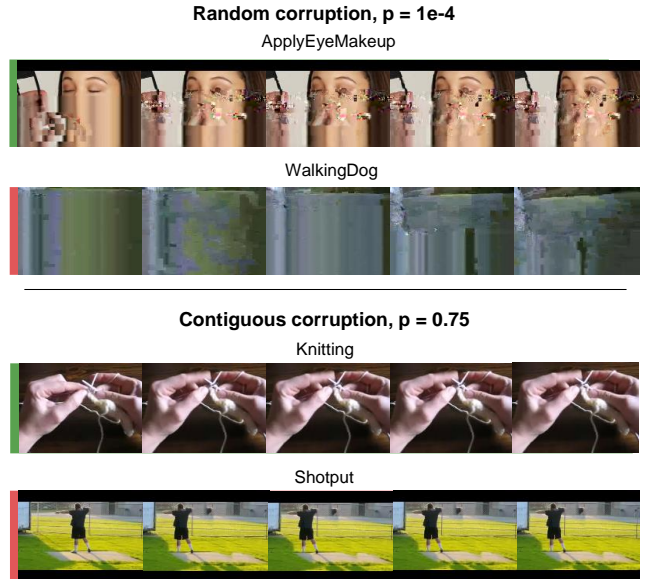 Random corruption, p = 1e-4
ApplyEyeMakeup
WalkingDog
Contiguous corruption, p = 0.75
Knitting
Shotput